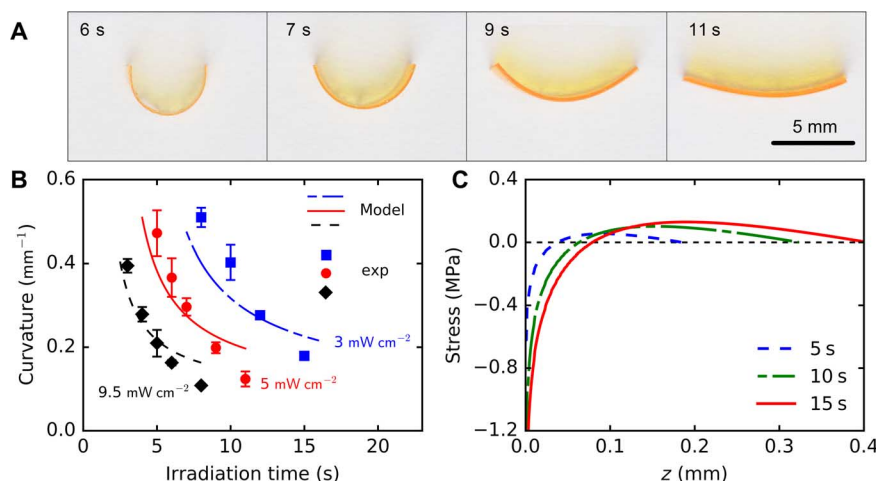 A
6 s
7 s
9 s
11 s
5 mm
B
0.6
0.4
0.2
0.0
Curvature (mm⁻¹)
Model
exp
3 mW cm⁻²
5 mW cm⁻²
9.5 mW cm⁻²
0 5 10 15 20
Irradiation time (s)
C
0.4
0.0
−0.4
−0.8
−1.2
Stress (MPa)
5 s
10 s
15 s
0.0 0.1 0.2 0.3 0.4
z (mm)